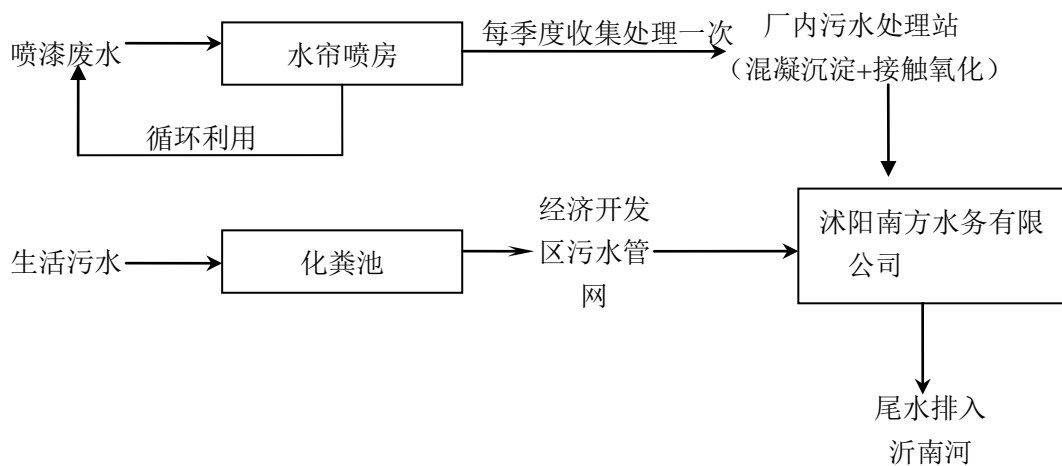 喷漆废水
水帘喷房
每季度收集处理一次
厂内污水处理站
（混凝沉淀+接触氧化）
循环利用
生活污水
化粪池
经济开发
区污水管
网
沭阳南方水务有限
公司
尾水排入
沂南河